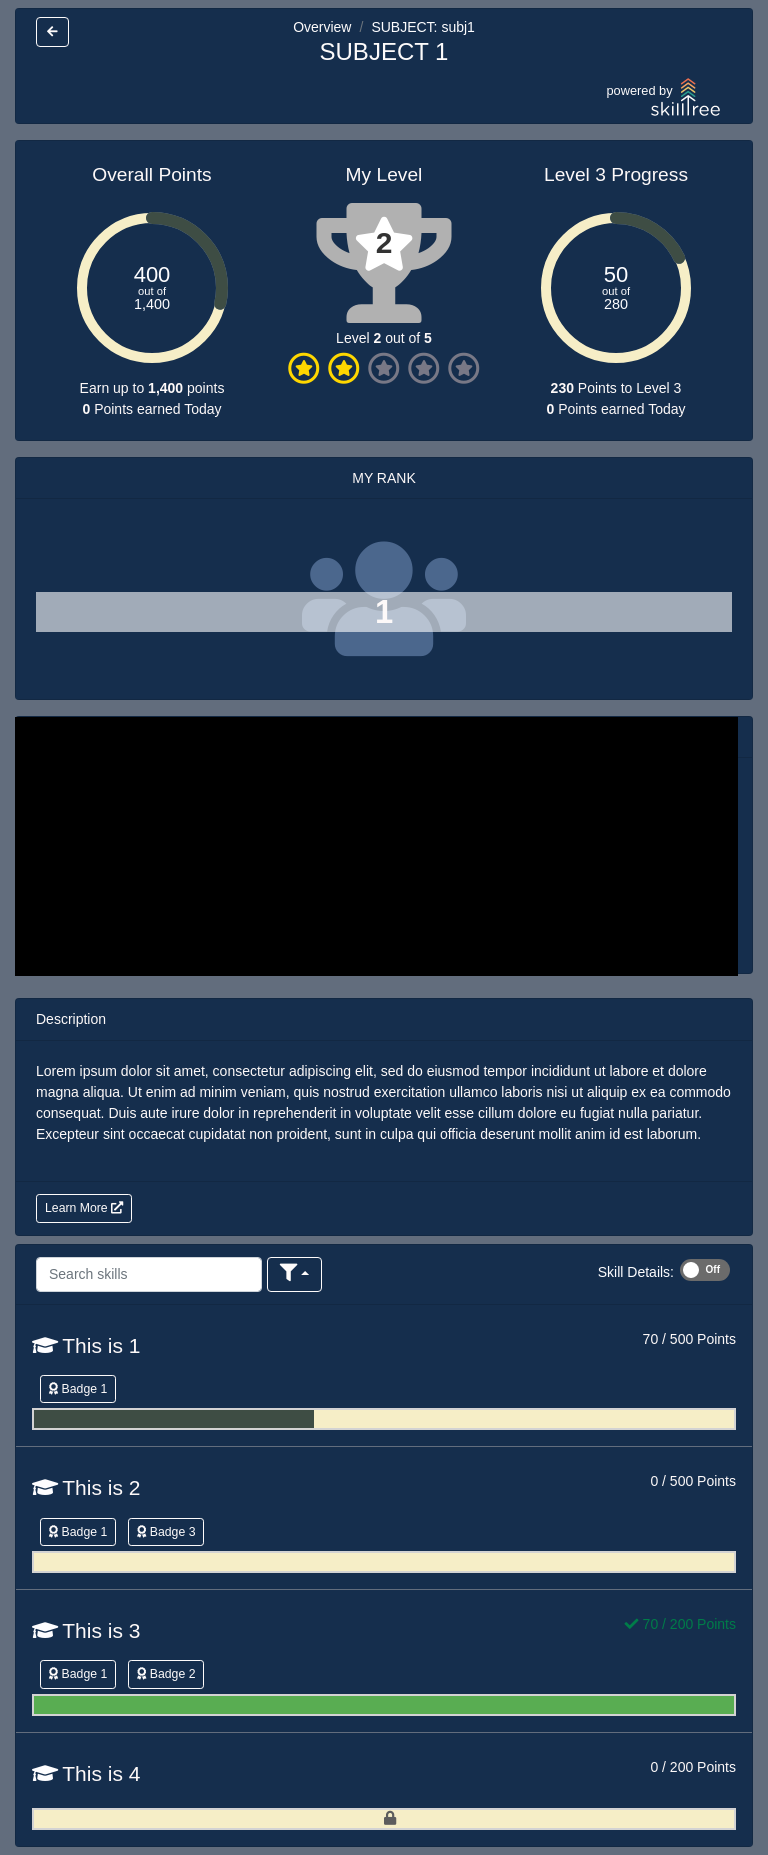 Overview / SUBJECT: subj1
SUBJECT 1
powered by
skilltree
Overall Points
400
out of
1,400
Earn up to 1,400 points
0 Points earned Today
My Level
2
Level 2 out of 5
Level 3 Progress
50
out of
280
230 Points to Level 3
0 Points earned Today
MY RANK
1
Description
Lorem ipsum dolor sit amet, consectetur adipiscing elit, sed do eiusmod tempor incididunt ut labore et dolore
magna aliqua. Ut enim ad minim veniam, quis nostrud exercitation ullamco laboris nisi ut aliquip ex ea commodo
consequat. Duis aute irure dolor in reprehenderit in voluptate velit esse cillum dolore eu fugiat nulla pariatur.
Excepteur sint occaecat cupidatat non proident, sunt in culpa qui officia deserunt mollit anim id est laborum.
Learn More
Search skills
Skill Details: Off
This is 1
70 / 500 Points
Badge 1
This is 2
0 / 500 Points
Badge 1 Badge 3
This is 3
70 / 200 Points
Badge 1 Badge 2
This is 4
0 / 200 Points